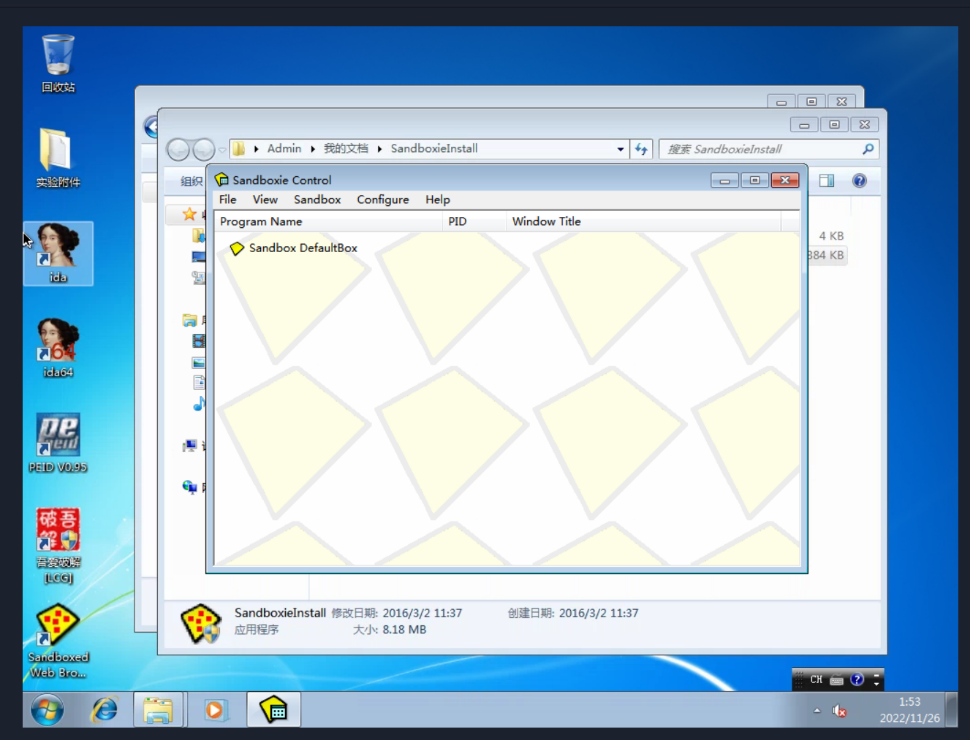 回收站
实验附件
ida
64
ida64
PEiD V0.95
破吾
解
吾爱破解
[LCG]
Sandboxed
Web Bro...
Admin
我的文档
SandboxieInstall
搜索 SandboxieInstall
组织
4 KB
384 KB
Sandboxie Control
File View Sandbox Configure Help
Program Name PID Window Title
Sandbox DefaultBox
SandboxieInstall 修改日期: 2016/3/2 11:37 创建日期: 2016/3/2 11:37
应用程序 大小: 8.18 MB
CH
1:53
2022/11/26